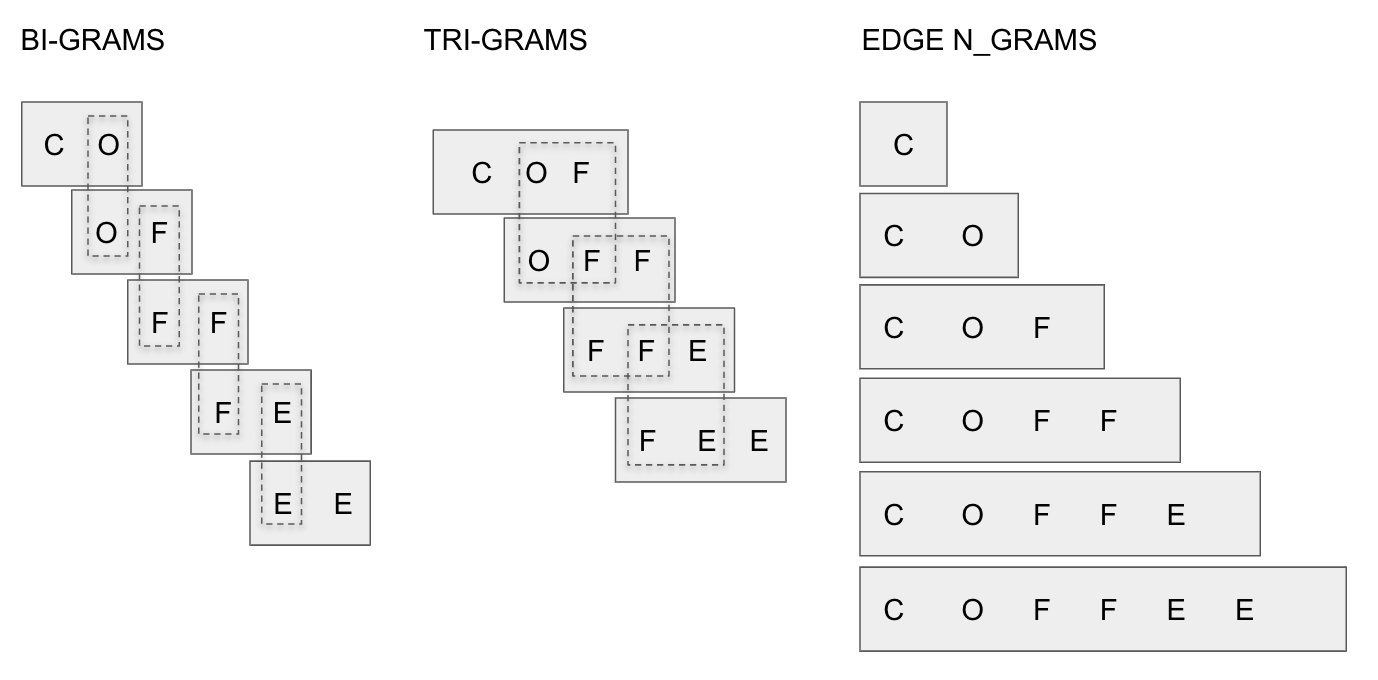 BI-GRAMS
C O
O F
F F
F E
E E
TRI-GRAMS
C O F
O F F
F F E
F E E
EDGE N_GRAMS
C
C O
C O F
C O F F
C O F F E
C O F F E E